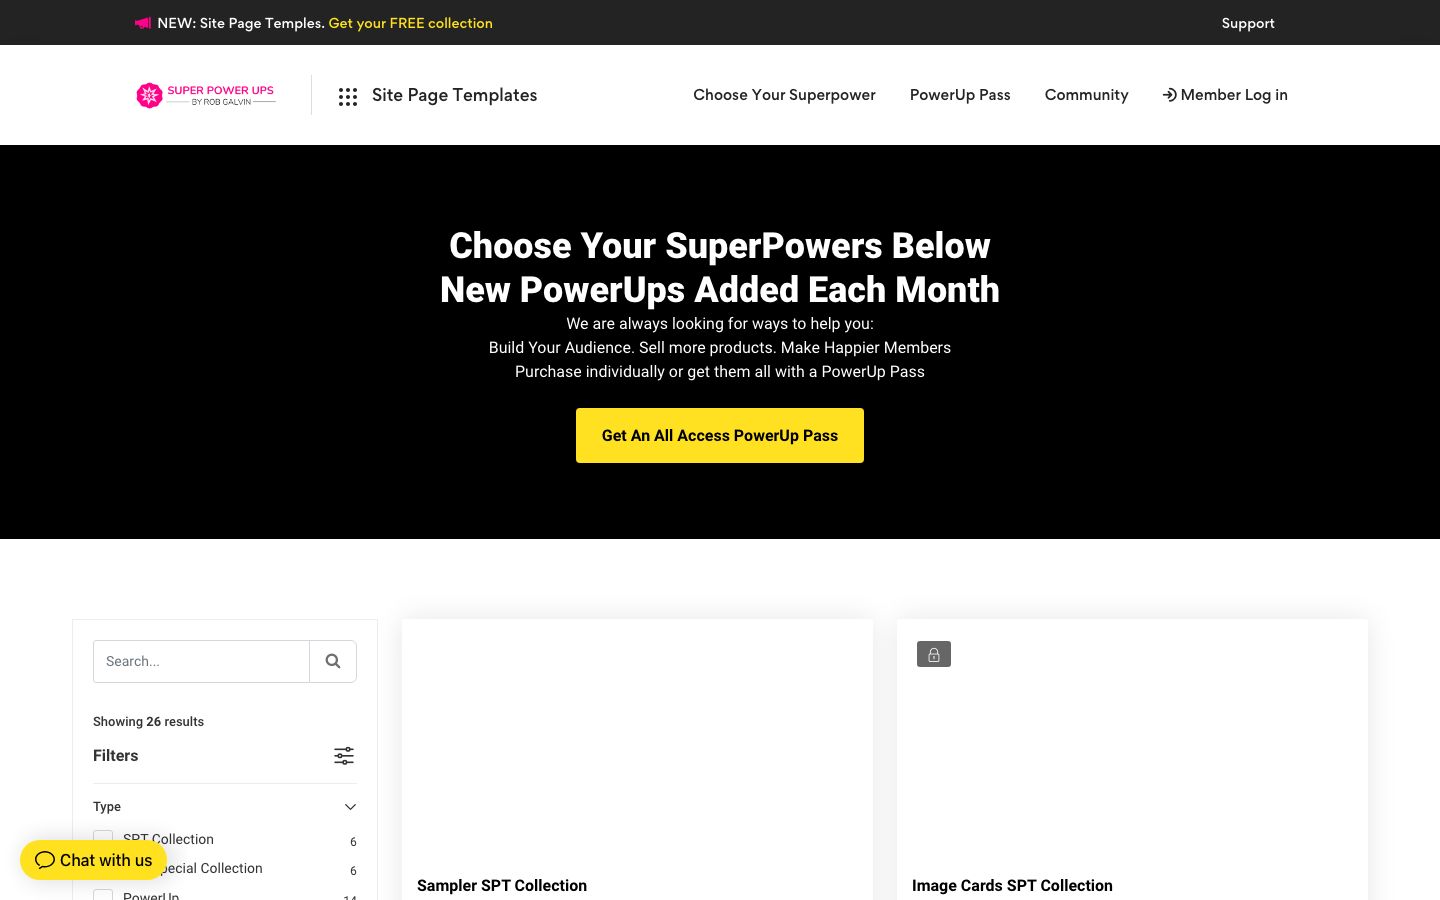 NEW: Site Page Temples. Get your FREE collection
Support
SUPER POWER UPS
BY ROB GALVIN
Site Page Templates
Choose Your Superpower
PowerUp Pass
Community
Member Log in
Choose Your SuperPowers Below
New PowerUps Added Each Month
We are always looking for ways to help you:
Build Your Audience. Sell more products. Make Happier Members
Purchase individually or get them all with a PowerUp Pass
Get An All Access PowerUp Pass
Search...
Showing 26 results
Filters
Type
SPT Collection 6
pecial Collection 6
PowerUp 14
Chat with us
Sampler SPT Collection
Image Cards SPT Collection